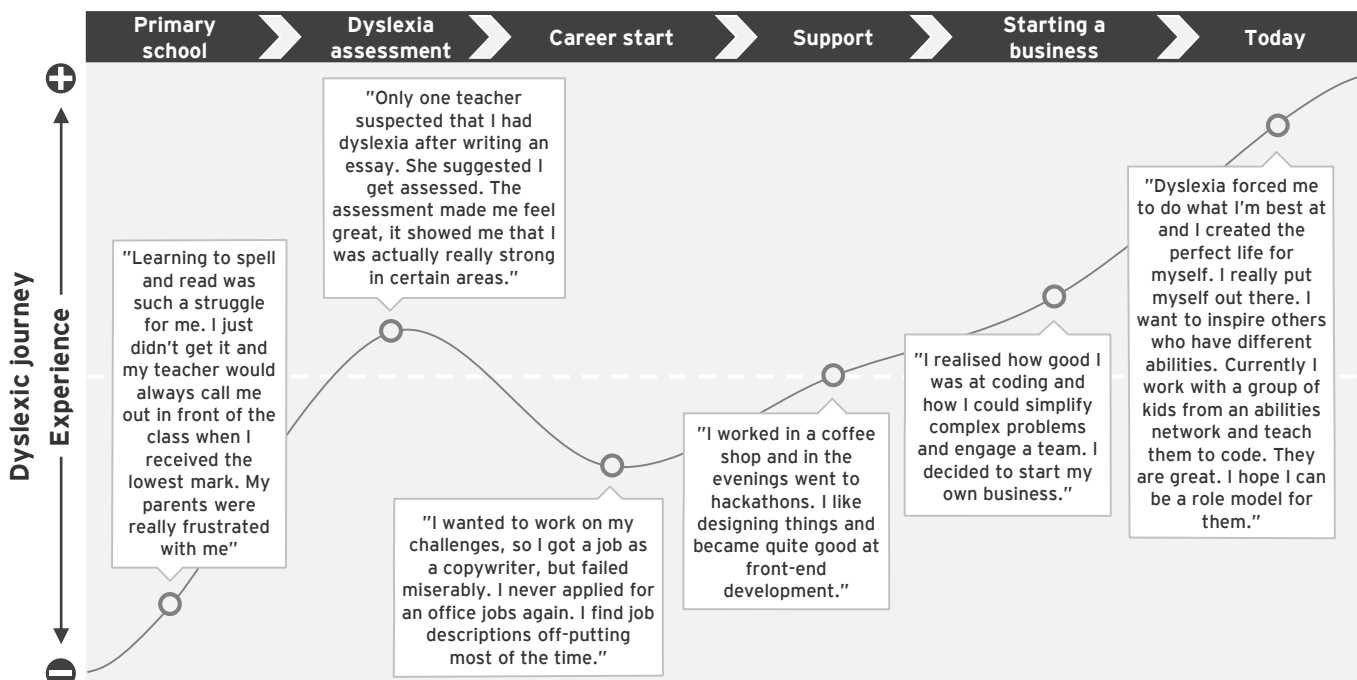 Primary
school
Dyslexia
assessment
Career start
Support
Starting a
business
Today
Dyslexic journey
Experience
"Learning to spell
and read was
such a struggle
for me. I just
didn't get it and
my teacher would
always call me
out in front of the
class when I
received the
lowest mark. My
parents were
really frustrated
with me"
"Only one teacher
suspected that I had
dyslexia after writing an
essay. She suggested I
get assessed. The
assessment made me feel
great, it showed me that I
was actually really strong
in certain areas."
"I wanted to work on my
challenges, so I got a job as
a copywriter, but failed
miserably. I never applied for
an office jobs again. I find job
descriptions off-putting
most of the time."
"I worked in a coffee
shop and in the
evenings went to
hackathons. I like
designing things and
became quite good at
front-end
development."
"I realised how good I
was at coding and
how I could simplify
complex problems
and engage a team. I
decided to start my
own business."
"Dyslexia forced me
to do what I'm best at
and I created the
perfect life for
myself. I really put
myself out there. I
want to inspire others
who have different
abilities. Currently I
work with a group of
kids from an abilities
network and teach
them to code. They
are great. I hope I can
be a role model for
them."